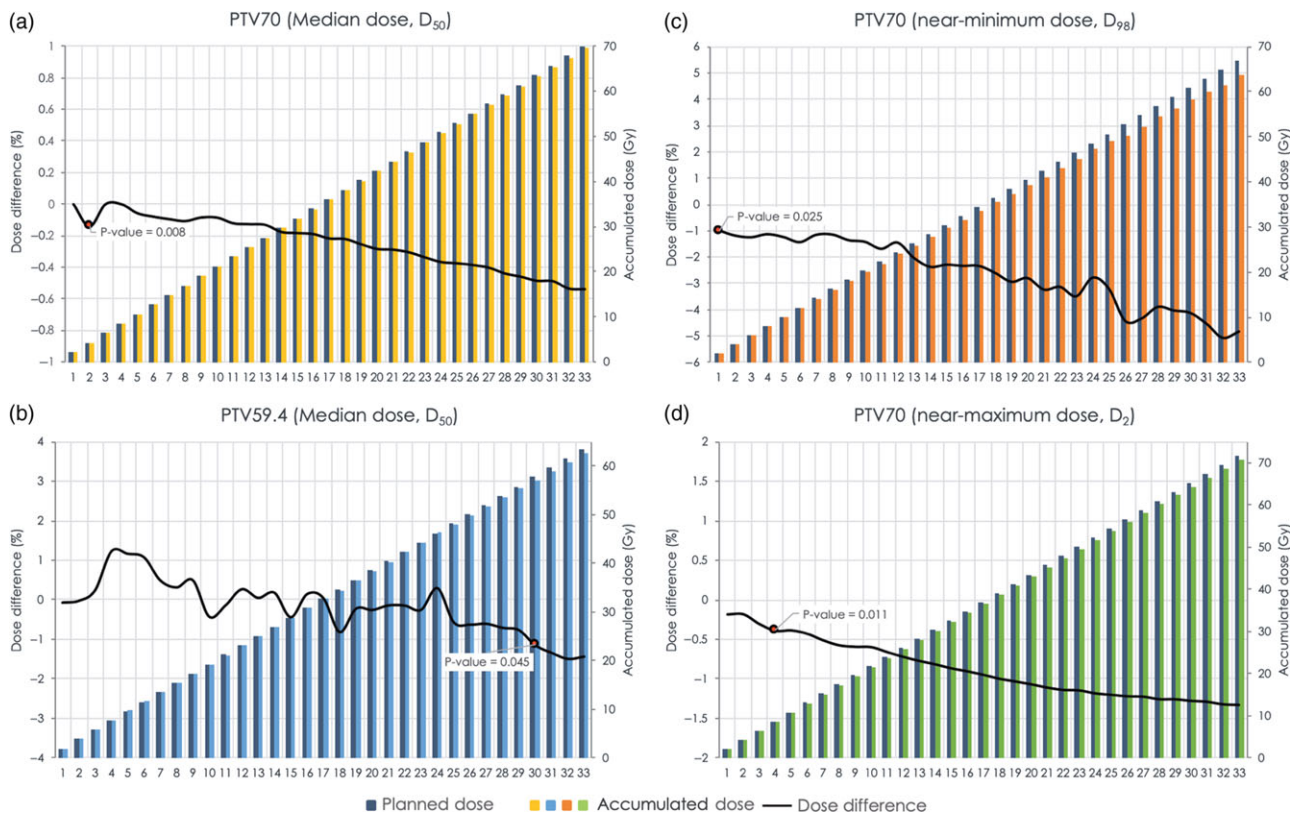 (a)
PTV70 (Median dose, D50)
Dose difference (%)
1
0.8
0.6
0.4
0.2
0
−0.2
−0.4
−0.6
−0.8
−1
P-value = 0.008
70
60
50
40
30
20
10
0
Accumulated dose (Gy)
1 2 3 4 5 6 7 8 9 10 11 12 13 14 15 16 17 18 19 20 21 22 23 24 25 26 27 28 29 30 31 32 33
(c)
PTV70 (near-minimum dose, D98)
Dose difference (%)
6
5
4
3
2
1
0
−1
−2
−3
−4
−5
−6
P-value = 0.025
70
60
50
40
30
20
10
0
Accumulated dose (Gy)
1 2 3 4 5 6 7 8 9 10 11 12 13 14 15 16 17 18 19 20 21 22 23 24 25 26 27 28 29 30 31 32 33
(b)
PTV59.4 (Median dose, D50)
Dose difference (%)
4
3
2
1
0
−1
−2
−3
−4
P-value = 0.045
60
50
40
30
20
10
0
Accumulated dose (Gy)
1 2 3 4 5 6 7 8 9 10 11 12 13 14 15 16 17 18 19 20 21 22 23 24 25 26 27 28 29 30 31 32 33
(d)
PTV70 (near-maximum dose, D2)
Dose difference (%)
2
1.5
1
0.5
0
−0.5
−1
−1.5
−2
P-value = 0.011
70
60
50
40
30
20
10
0
Accumulated dose (Gy)
1 2 3 4 5 6 7 8 9 10 11 12 13 14 15 16 17 18 19 20 21 22 23 24 25 26 27 28 29 30 31 32 33
Planned dose Accumulated dose Dose difference